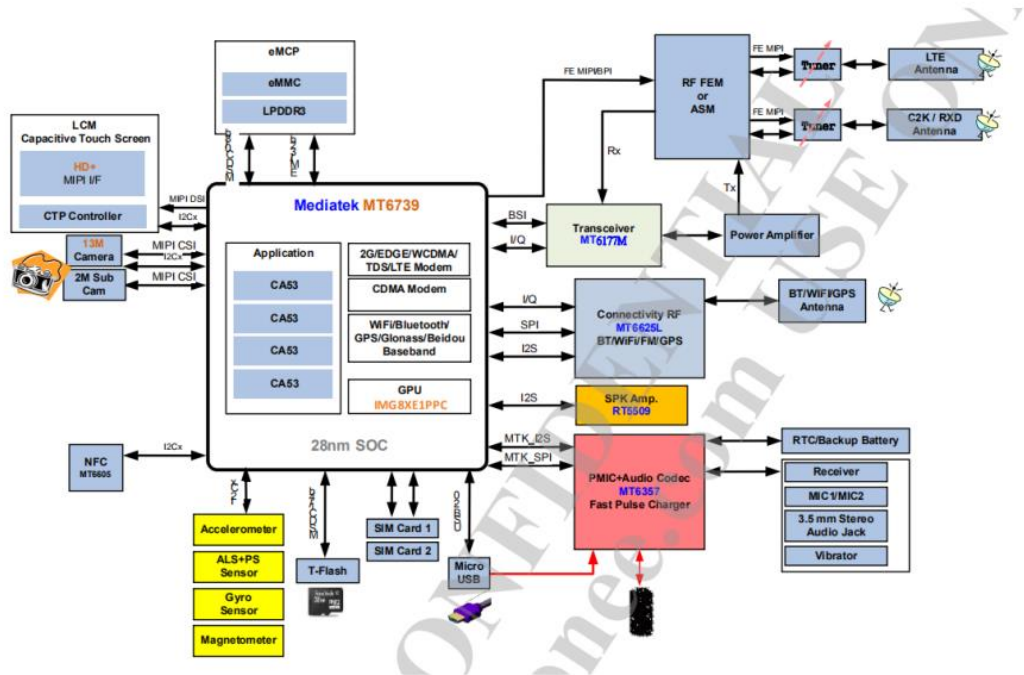 eMCP
eMMC
LPDDR3
LCM
Capacitive Touch Screen
HD+
MIPI I/F
CTP Controller
MIPI DSI
I2Cx
13M
Camera
2M Sub
Cam
MIPI CSI
I2Cx
MIPI CSI
Mediatek MT6739
Application
CA53
CA53
CA53
CA53
2G/EDGE/WCDMA/
TDS/LTE Modem
CDMA Modem
WiFi/Bluetooth/
GPS/Glonass/Beidou
Baseband
GPU
IMG8XE1PPC
28nm SOC
FE MIPI/BPI
RF FEM
or
ASM
FE MIPI
Tuner
LTE
Antenna
FE MIPI
Tuner
C2K / RXD
Antenna
Rx
Tx
BSI
I/Q
Transceiver
MT6177M
Power Amplifier
I/Q
SPI
I2S
Connectivity RF
MT6625L
BT/WiFi/FM/GPS
BT/WiFi/GPS
Antenna
I2S
SPK Amp.
RT5509
MTK_I2S
MTK_SPI
PMIC+Audio Codec
MT6357
Fast Pulse Charger
RTC/Backup Battery
Receiver
MIC1/MIC2
3.5 mm Stereo
Audio Jack
Vibrator
NFC
MT6605
I2Cx
Accelerometer
ALS+PS
Sensor
Gyro
Sensor
Magnetometer
T-Flash
SIM Card 1
SIM Card 2
Micro
USB